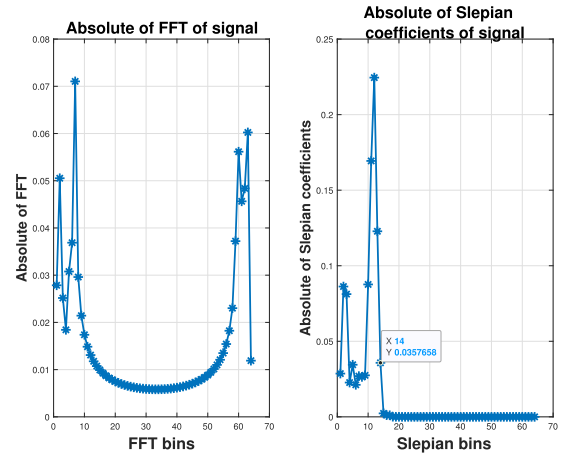 Absolute of FFT of signal
0.08
0.07
0.06
0.05
0.04
0.03
0.02
0.01
0
Absolute of FFT
0 10 20 30 40 50 60 70
FFT bins
Absolute of Slepian
coefficients of signal
0.25
0.2
0.15
0.1
0.05
0
Absolute of Slepian coefficients
X 14
Y 0.0357658
0 10 20 30 40 50 60 70
Slepian bins